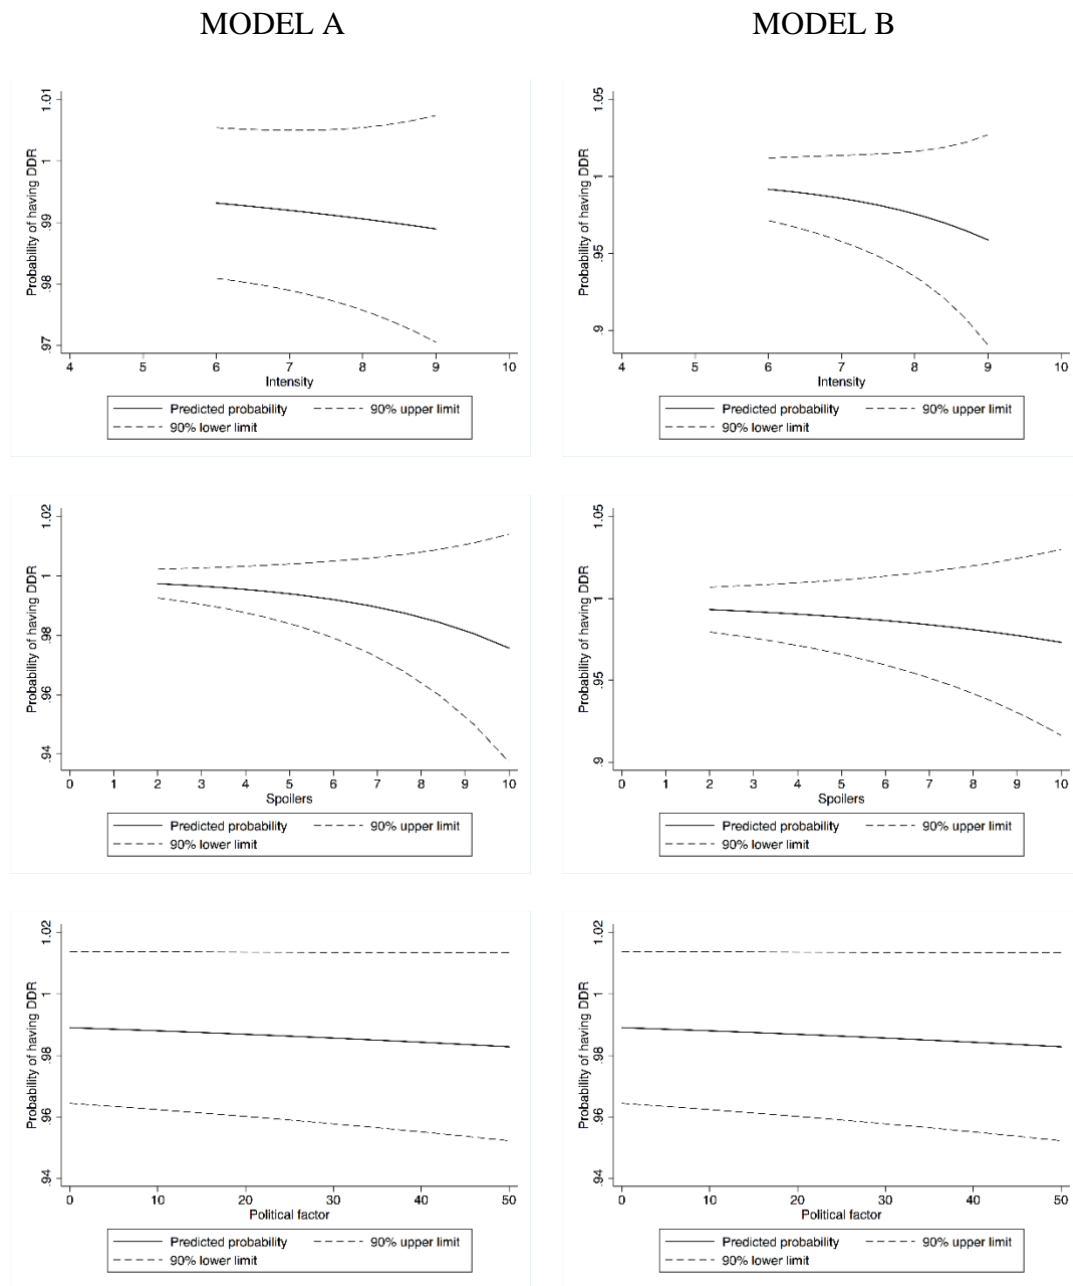 MODEL A
MODEL B
Probability of having DDR
1.01
1
.99
.98
.97
4 5 6 7 8 9 10
Intensity
Predicted probability
90% upper limit
90% lower limit
Probability of having DDR
1.05
1
.95
.9
4 5 6 7 8 9 10
Intensity
Predicted probability
90% upper limit
90% lower limit
Probability of having DDR
1.02
1
.98
.96
.94
0 1 2 3 4 5 6 7 8 9 10
Spoilers
Predicted probability
90% upper limit
90% lower limit
Probability of having DDR
1.05
1
.95
.9
0 1 2 3 4 5 6 7 8 9 10
Spoilers
Predicted probability
90% upper limit
90% lower limit
Probability of having DDR
1.02
1
.98
.96
.94
0 10 20 30 40 50
Political factor
Predicted probability
90% upper limit
90% lower limit
Probability of having DDR
1.02
1
.98
.96
.94
0 10 20 30 40 50
Political factor
Predicted probability
90% upper limit
90% lower limit